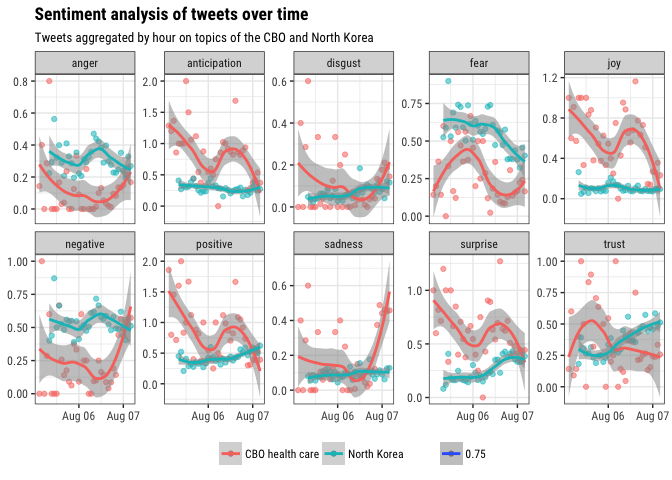 Sentiment analysis of tweets over time
Tweets aggregated by hour on topics of the CBO and North Korea
anger anticipation disgust fear joy
0.8 2.0 0.6 0.75 1.2
0.6 1.5 0.4 0.50 0.8
0.4 1.0 0.2 0.25 0.4
0.2 0.5 0.0 0.00 0.0
0.0 0.0
negative positive sadness surprise trust
1.00 2.0 0.6 1.0 1.00
0.75 1.5 0.4 0.5 0.75
0.50 1.0 0.2 0.0 0.50
0.25 0.5 0.0 0.25
0.00 0.0 0.00
Aug 06 Aug 07 Aug 06 Aug 07 Aug 06 Aug 07 Aug 06 Aug 07 Aug 06 Aug 07
CBO health care North Korea 0.75